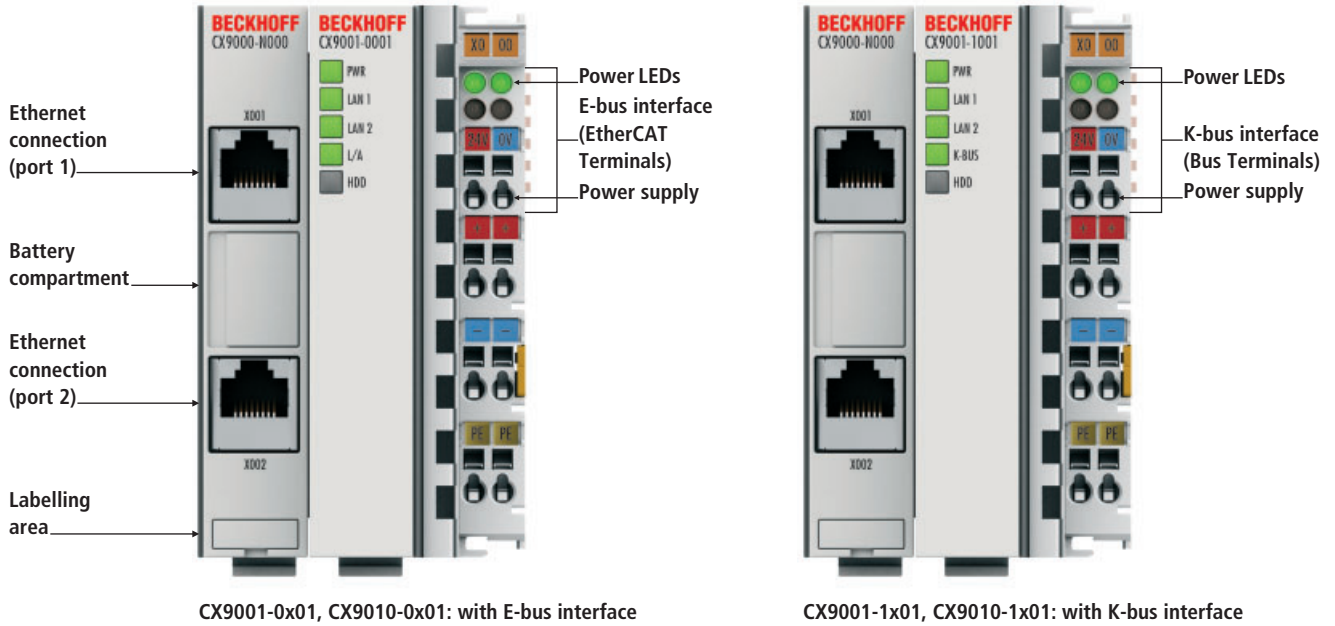 BECKHOFF
CX9000-N000
BECKHOFF
CX9001-0001
PWR
LAN 1
LAN 2
L/A
HDD
X001
X002
X0 00
24V 0V
+ +
− −
PE PE
Ethernet
connection
(port 1)
Battery
compartment
Ethernet
connection
(port 2)
Labelling
area
Power LEDs
E-bus interface
(EtherCAT
Terminals)
Power supply
CX9001-0x01, CX9010-0x01: with E-bus interface
BECKHOFF
CX9000-N000
BECKHOFF
CX9001-1001
PWR
LAN 1
LAN 2
K-BUS
HDD
X001
X002
X0 00
24V 0V
+ +
− −
PE PE
Power LEDs
K-bus interface
(Bus Terminals)
Power supply
CX9001-1x01, CX9010-1x01: with K-bus interface